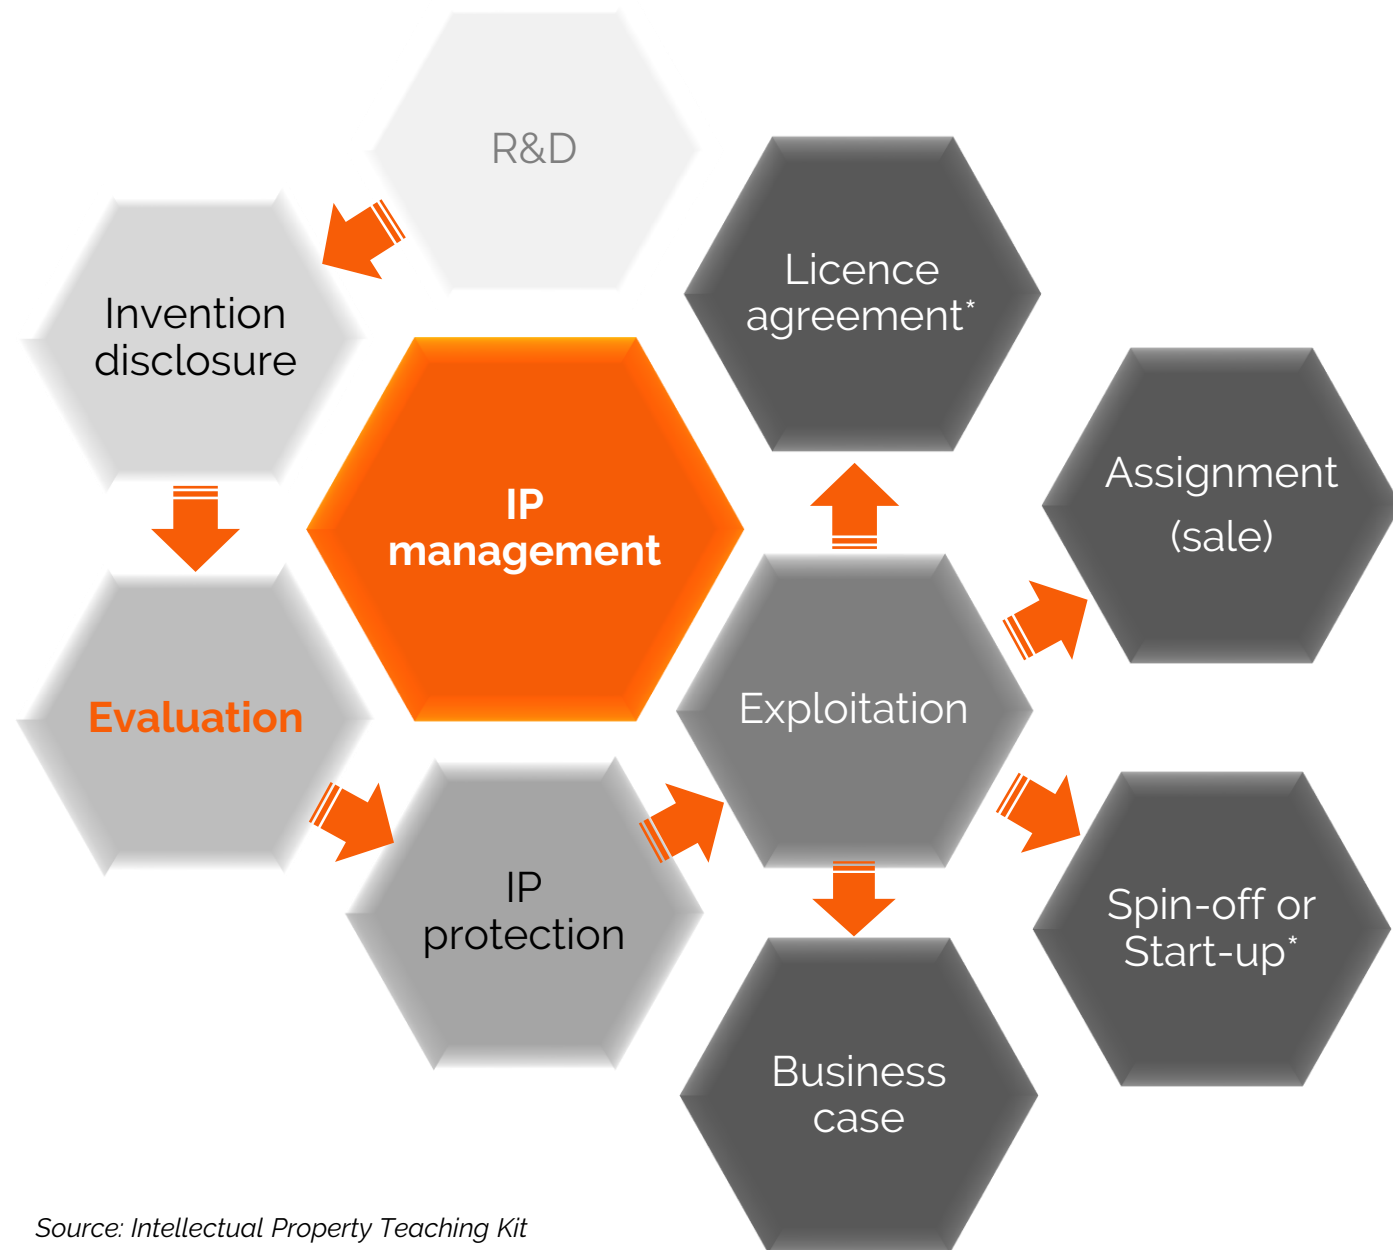 R&D
Invention
disclosure
Evaluation
IP
protection
IP
management
Exploitation
Licence
agreement*
Assignment
(sale)
Spin-off or
Start-up*
Business
case
Source: Intellectual Property Teaching Kit